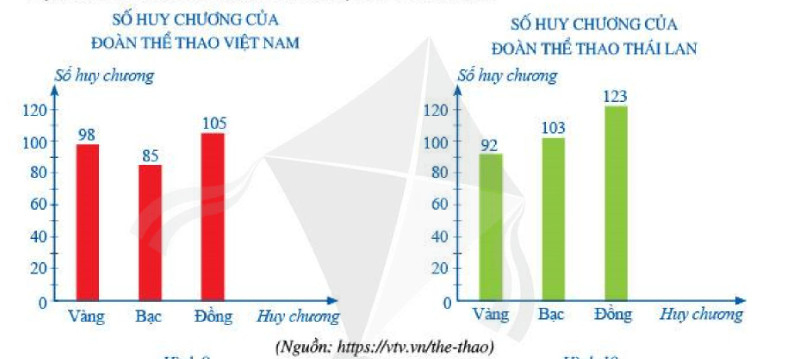 SỐ HUY CHƯƠNG CỦA
ĐOÀN THỂ THAO VIỆT NAM
Số huy chương
120
100
80
60
40
20
0
98
85
105
Vàng Bạc Đồng Huy chương
SỐ HUY CHƯƠNG CỦA
ĐOÀN THỂ THAO THÁI LAN
Số huy chương
120
100
80
60
40
20
0
92
103
123
Vàng Bạc Đồng Huy chương
(Nguồn: https://vtv.vn/the-thao)